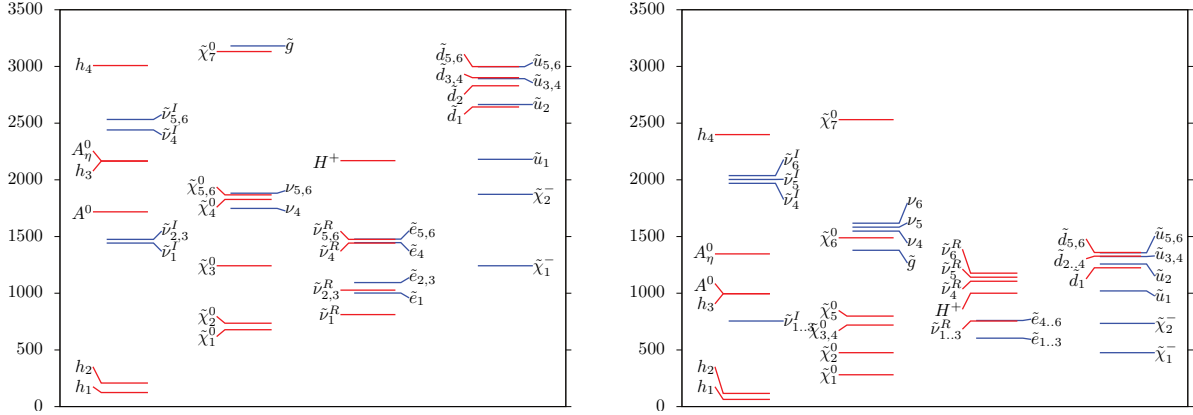 3500
3000
2500
2000
1500
1000
500
0
h₄
ν̃ᴵ₅,₆
ν̃ᴵ₄
A⁰_η
h₃
A⁰
ν̃ᴵ₂,₃
ν̃ᴵ₁
h₂
h₁
χ̃⁰₇
g̃
χ̃⁰₅,₆
χ̃⁰₄
ν₅,₆
ν₄
χ̃⁰₃
χ̃⁰₂
χ̃⁰₁
H⁺
ν̃ᴿ₅,₆
ν̃ᴿ₄
ẽ₅,₆
ẽ₄
ν̃ᴿ₂,₃
ν̃ᴿ₁
ẽ₂,₃
ẽ₁
d̃₅,₆
d̃₃,₄
d̃₂
d̃₁
ũ₅,₆
ũ₃,₄
ũ₂
ũ₁
χ̃⁻₂
χ̃⁻₁
3500
3000
2500
2000
1500
1000
500
0
h₄
ν̃ᴵ₆
ν̃ᴵ₅
ν̃ᴵ₄
A⁰_η
A⁰
h₃
ν̃ᴵ₁..₃
h₂
h₁
χ̃⁰₇
ν₆
ν₅
ν₄
χ̃⁰₆
g̃
χ̃⁰₅
χ̃⁰₃,₄
χ̃⁰₂
χ̃⁰₁
ν̃ᴿ₆
ν̃ᴿ₅
ν̃ᴿ₄
H⁺
ν̃ᴿ₁..₃
ẽ₄..₆
ẽ₁..₃
d̃₅,₆
d̃₂..₄
d̃₁
ũ₅,₆
ũ₃,₄
ũ₂
ũ₁
χ̃⁻₂
χ̃⁻₁